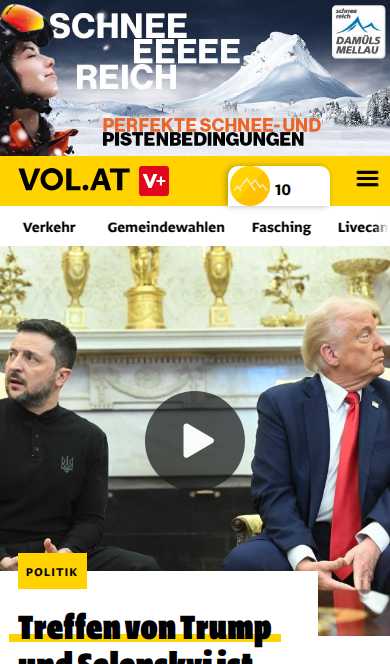 SCHNEE
EEEEE
REICH
schnee
reich
DAMÜLS
MELLAU
PERFEKTE SCHNEE- UND
PISTENBEDINGUNGEN
VOL.AT V+
10
Verkehr Gemeindewahlen Fasching Livecam
POLITIK
Treffen von Trump
und Selenskyj ist